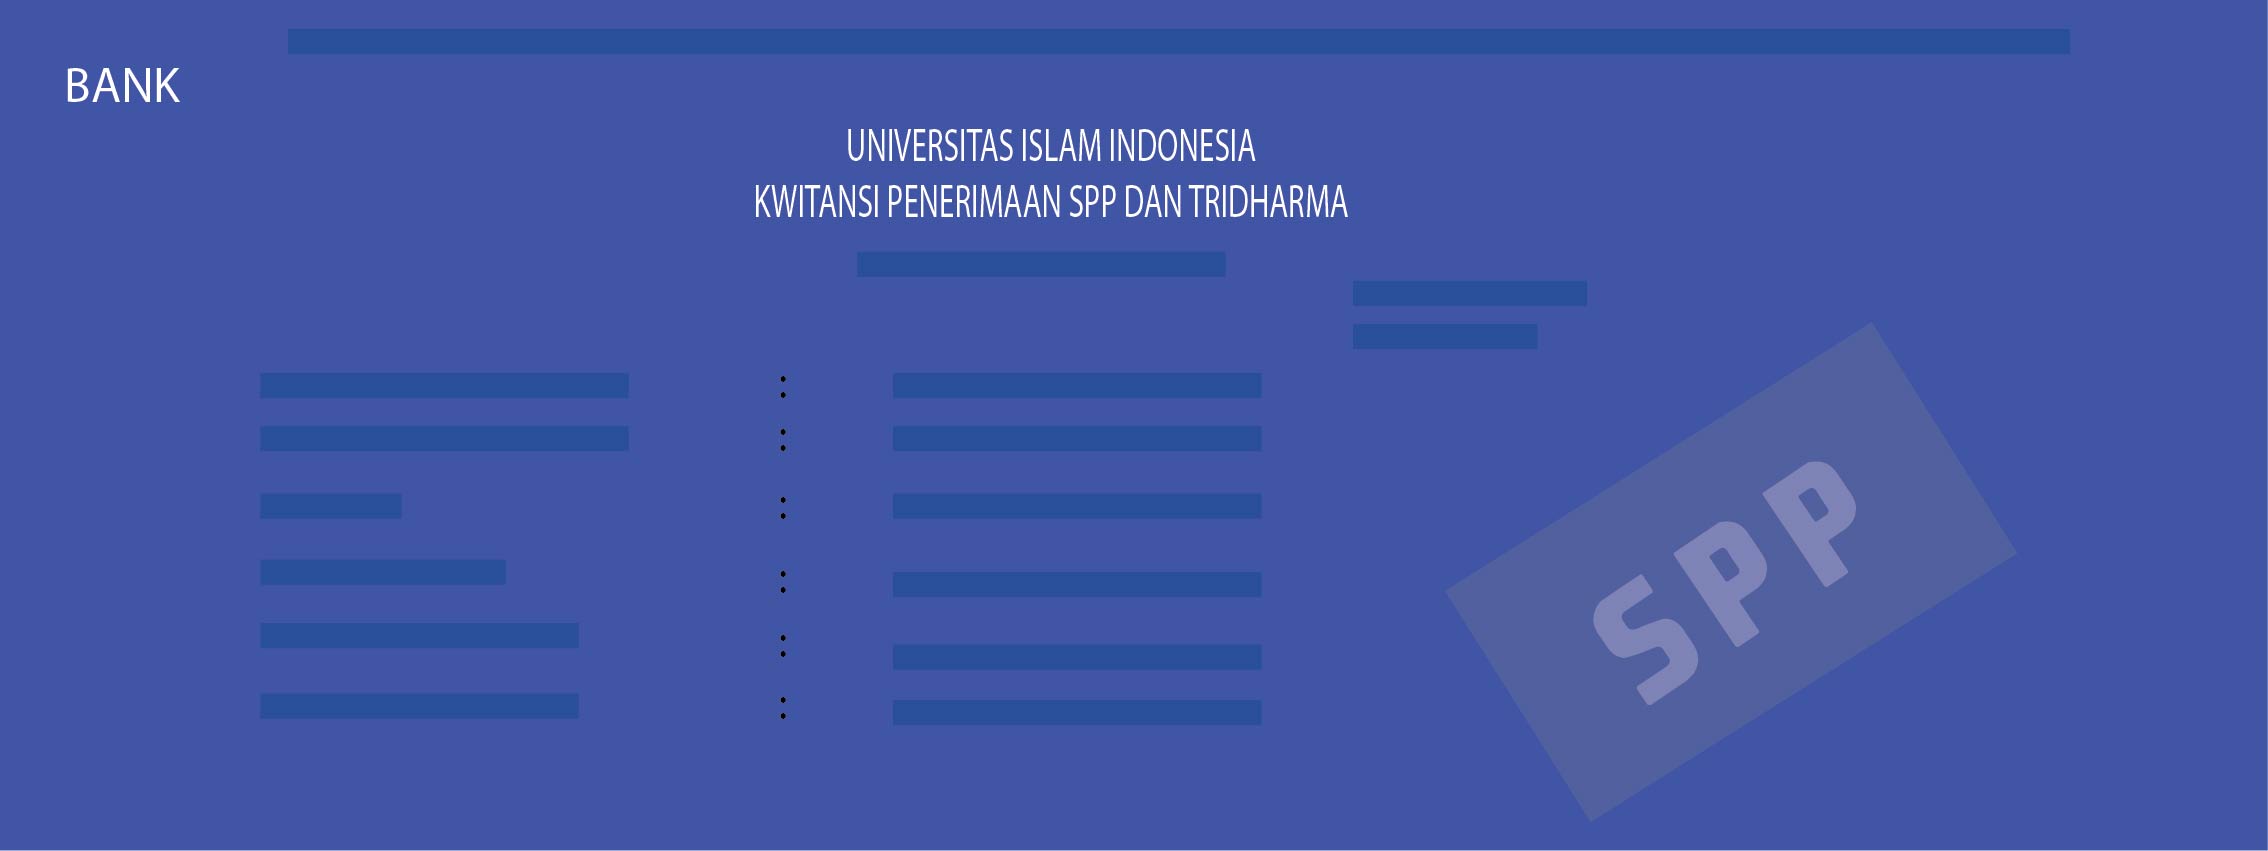 BANK
UNIVERSITAS ISLAM INDONESIA
KWITANSI PENERIMAAN SPP DAN TRIDHARMA
:
:
:
:
:
:
SPP